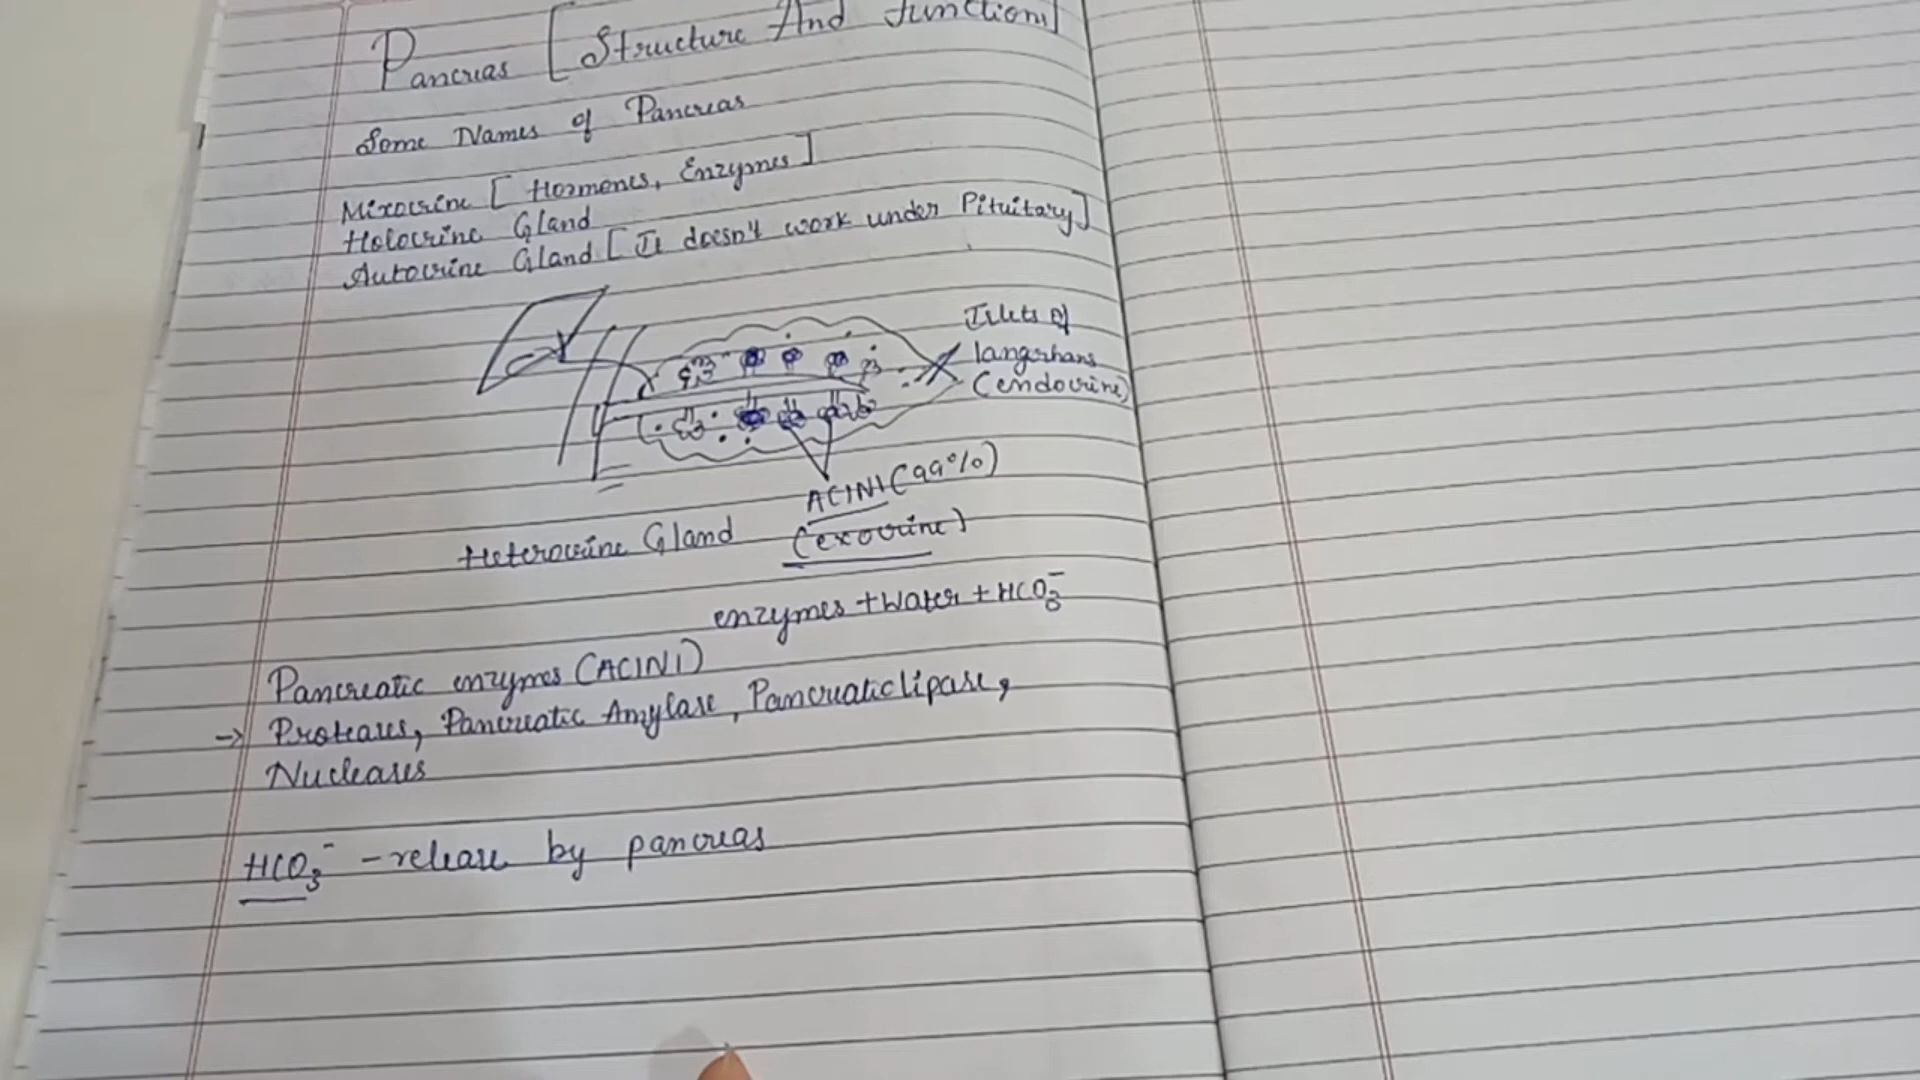 Pancreas [Structure And Functions]
Some Names of Pancreas
Mixocrine [Hormones, Enzymes]
Holocrine Gland
Autocrine Gland [It doesn't work under Pituitary]
Islets of
langerhans
(endocrine)
ACINI (99%)
Heterocrine Gland (exocrine)
enzymes + Water + HCO₃⁻
Pancreatic enzymes (ACINI)
→ Proteases, Pancreatic Amylase, Pancreatic lipase,
Nucleases
HCO₃⁻ - release by pancreas